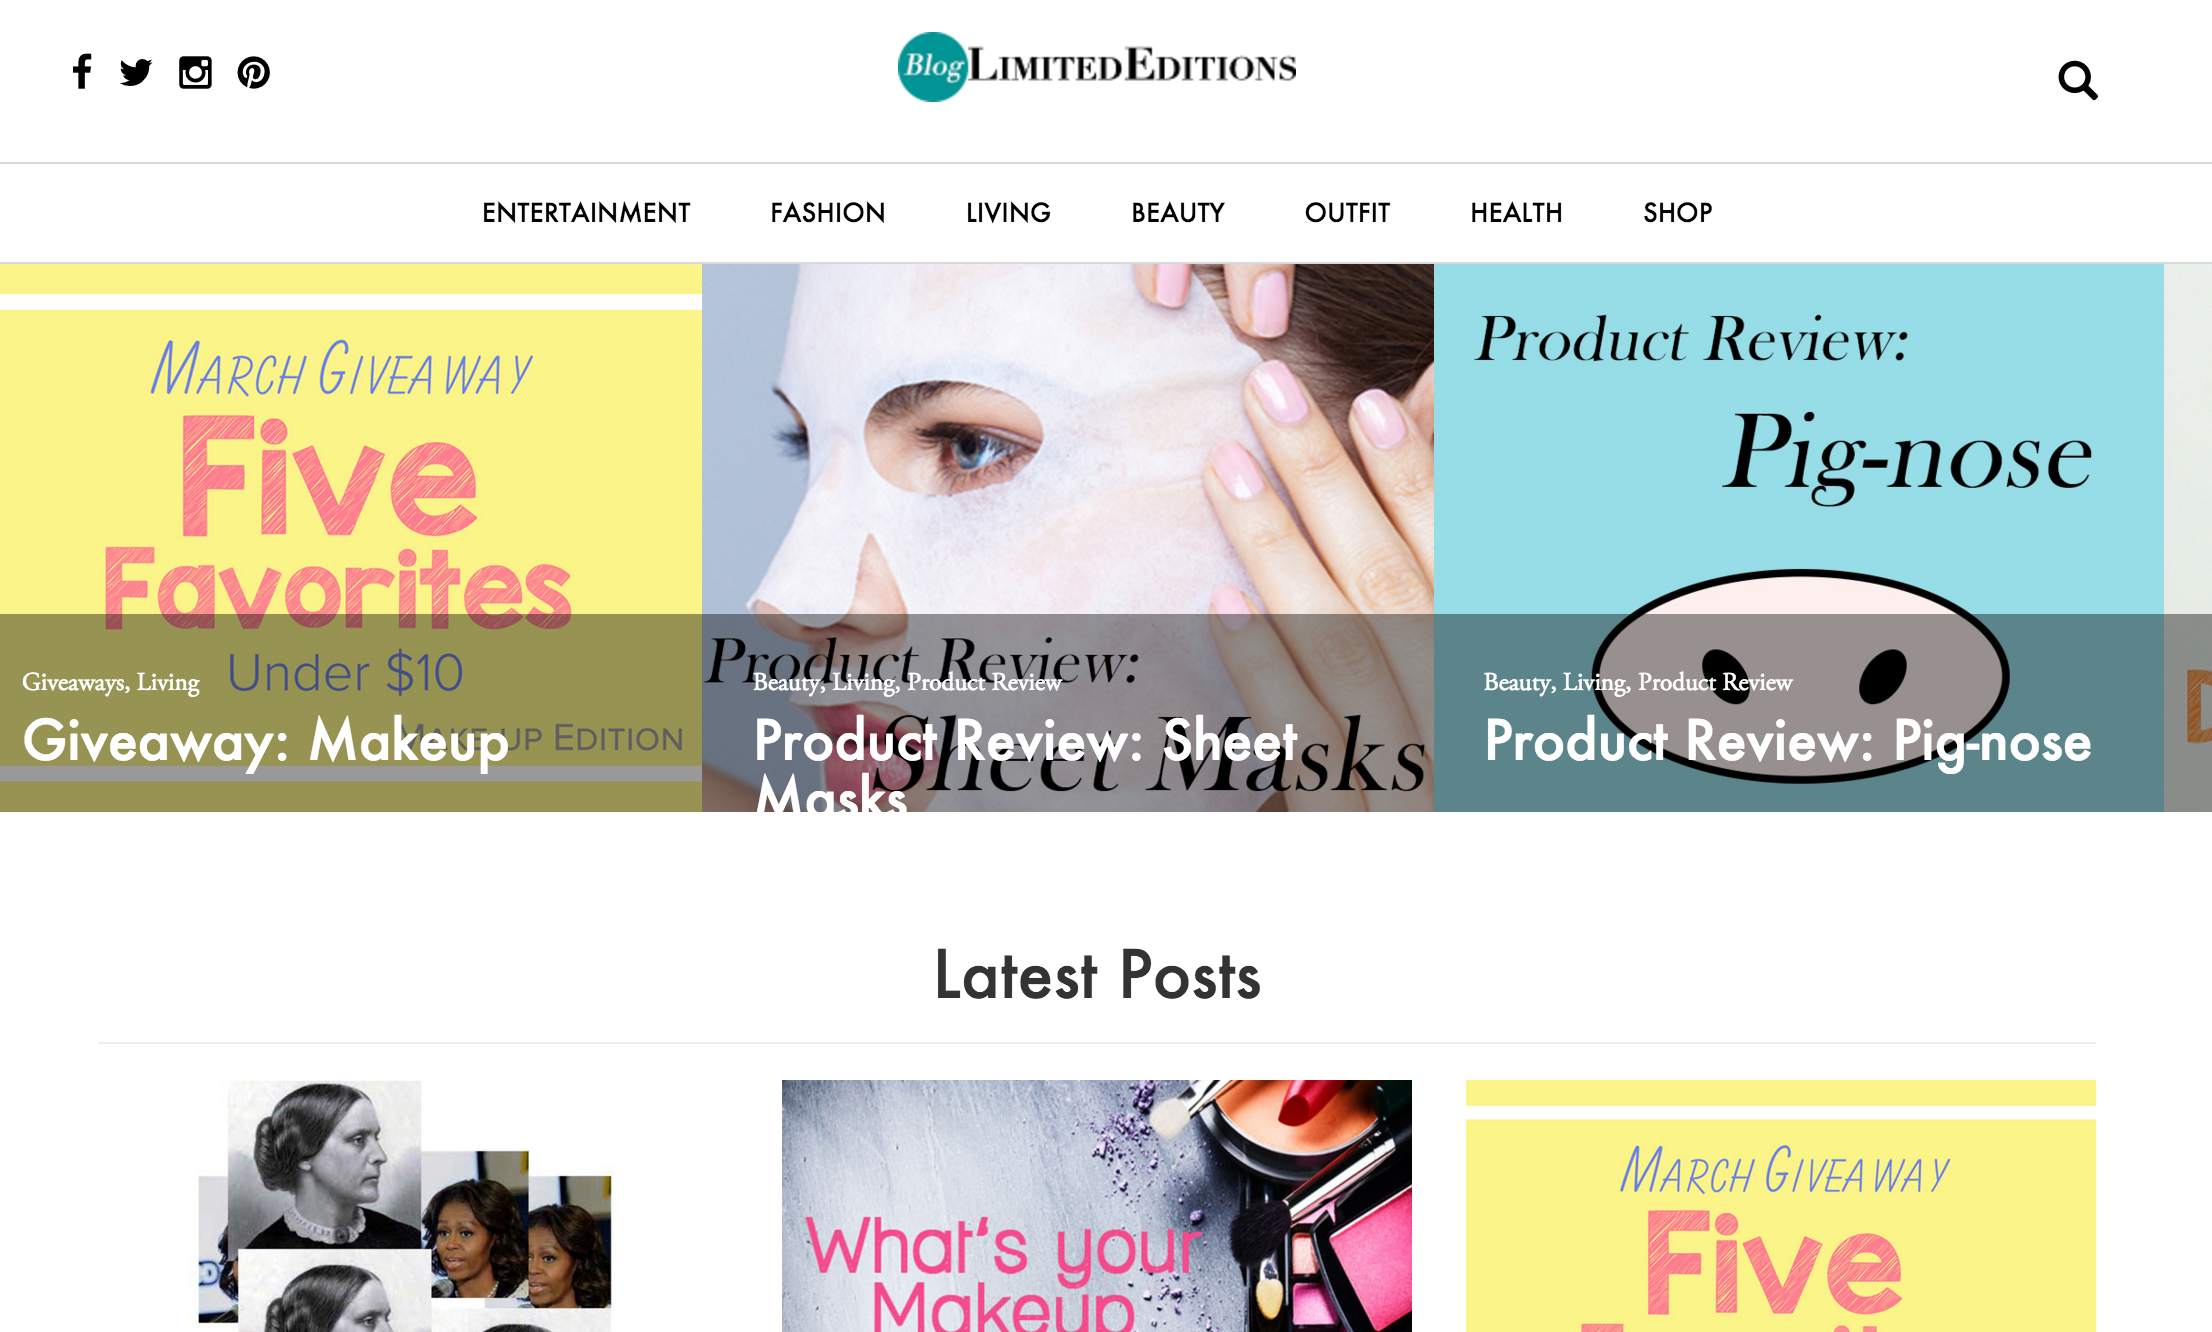 Blog LIMITEDEDITIONS
ENTERTAINMENT FASHION LIVING BEAUTY OUTFIT HEALTH SHOP
MARCH GIVEAWAY
Five
Favorites
Under $10
MAKE-UP EDITION
Giveaways, Living
Giveaway: Makeup
Product Review:
Sheet Masks
Beauty, Living, Product Review
Product Review: Sheet
Masks
Product Review:
Pig-nose
Beauty, Living, Product Review
Product Review: Pig-nose
Latest Posts
What's your
Makeup
MARCH GIVEAWAY
Five